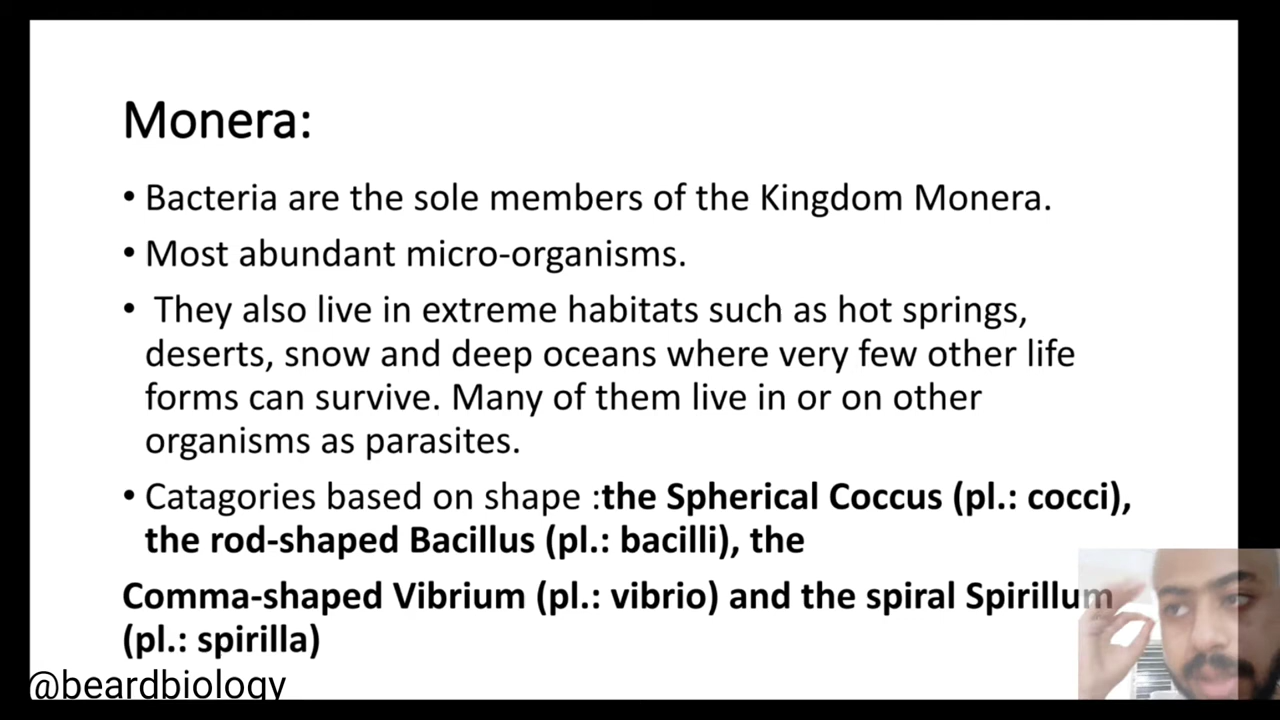 Monera:
• Bacteria are the sole members of the Kingdom Monera.
• Most abundant micro-organisms.
• They also live in extreme habitats such as hot springs,
deserts, snow and deep oceans where very few other life
forms can survive. Many of them live in or on other
organisms as parasites.
• Catagories based on shape :the Spherical Coccus (pl.: cocci),
the rod-shaped Bacillus (pl.: bacilli), the
Comma-shaped Vibrium (pl.: vibrio) and the spiral Spirillum
(pl.: spirilla)
@beardbiology